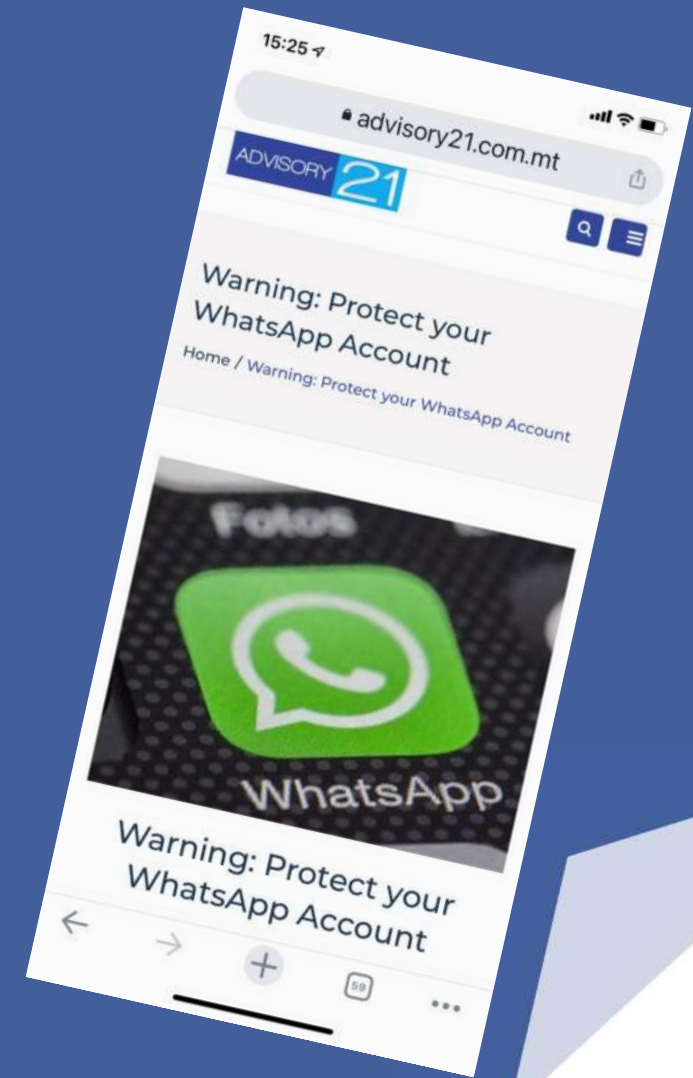 15:25
advisory21.com.mt
ADVISORY 21
Warning: Protect your
WhatsApp Account
Home / Warning: Protect your WhatsApp Account
Fotos
WhatsApp
Warning: Protect your
WhatsApp Account
59